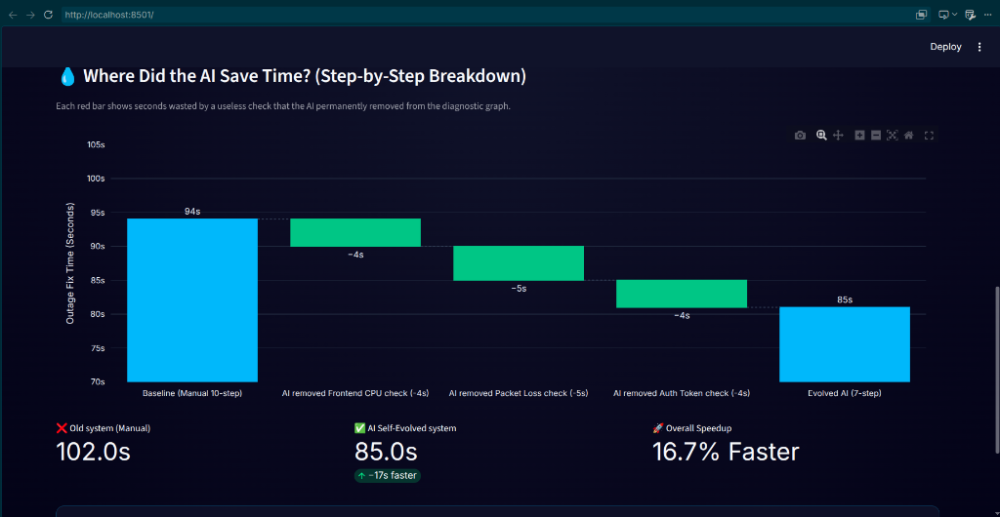 http://localhost:8501/
Deploy
💧 Where Did the AI Save Time? (Step-by-Step Breakdown)
Each red bar shows seconds wasted by a useless check that the AI permanently removed from the diagnostic graph.
Outage Fix Time (Seconds)
105s
100s
95s
90s
85s
80s
75s
70s
94s
−4s
−5s
−4s
85s
Baseline (Manual 10-step)
AI removed Frontend CPU check (-4s)
AI removed Packet Loss check (-5s)
AI removed Auth Token check (-4s)
Evolved AI (7-step)
❌ Old system (Manual)
102.0s
✅ AI Self-Evolved system
85.0s
↑ −17s faster
🚀 Overall Speedup
16.7% Faster